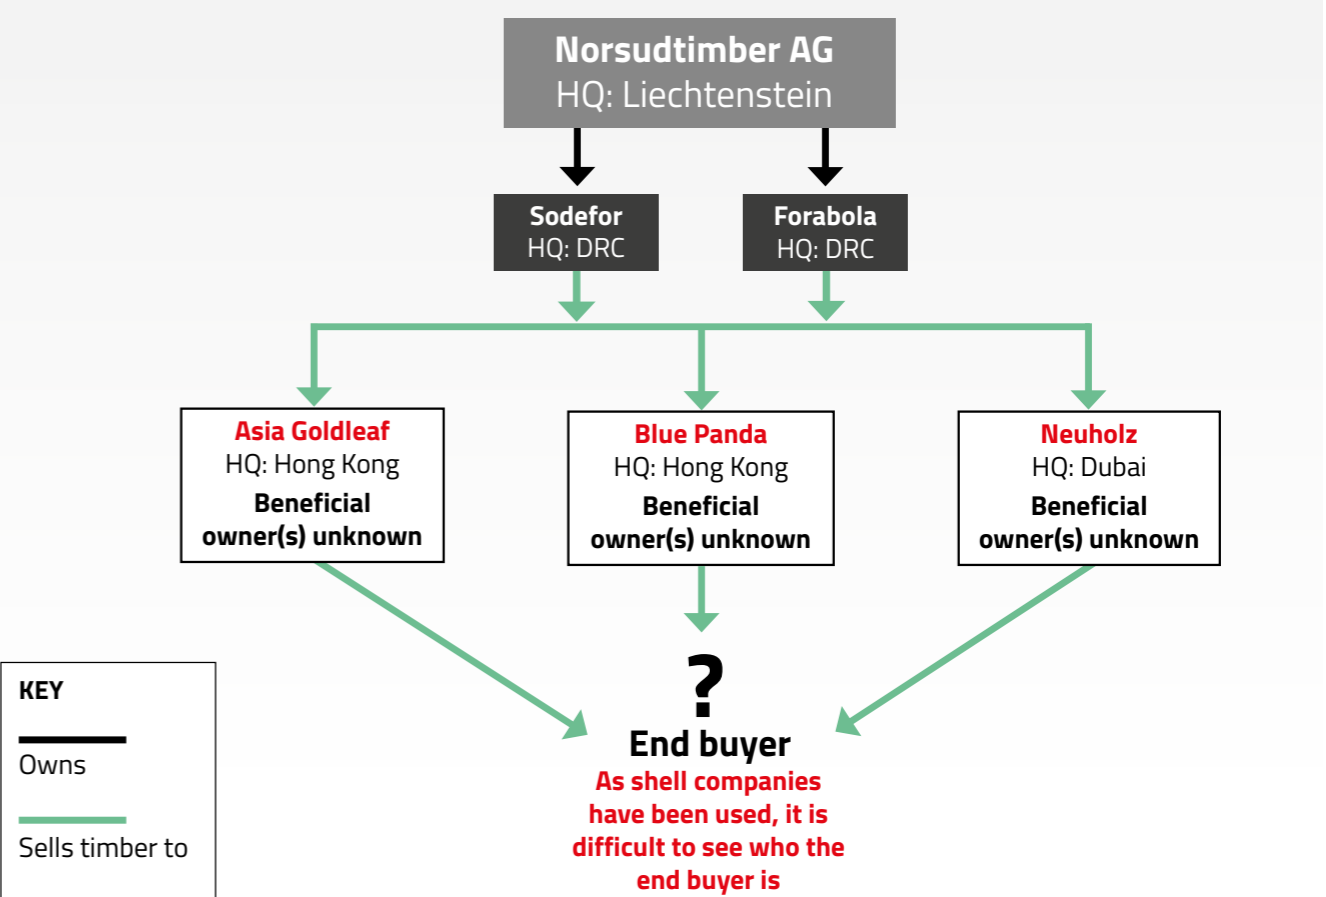 Norsudtimber AG
HQ: Liechtenstein
Sodefor
HQ: DRC
Forabola
HQ: DRC
Asia Goldleaf
HQ: Hong Kong
Beneficial
owner(s) unknown
Blue Panda
HQ: Hong Kong
Beneficial
owner(s) unknown
Neuholz
HQ: Dubai
Beneficial
owner(s) unknown
?
End buyer
As shell companies
have been used, it is
difficult to see who the
end buyer is
KEY
Owns
Sells timber to